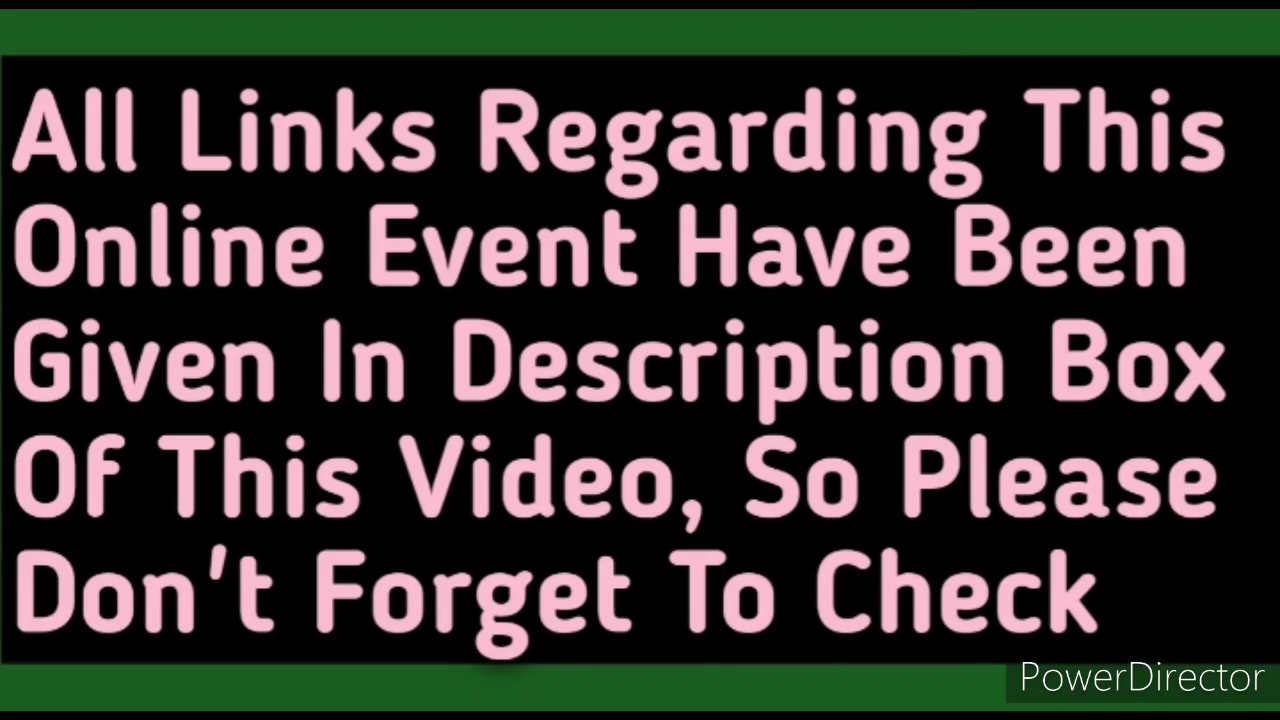 All Links Regarding This
Online Event Have Been
Given In Description Box
Of This Video, So Please
Don't Forget To Check
PowerDirector